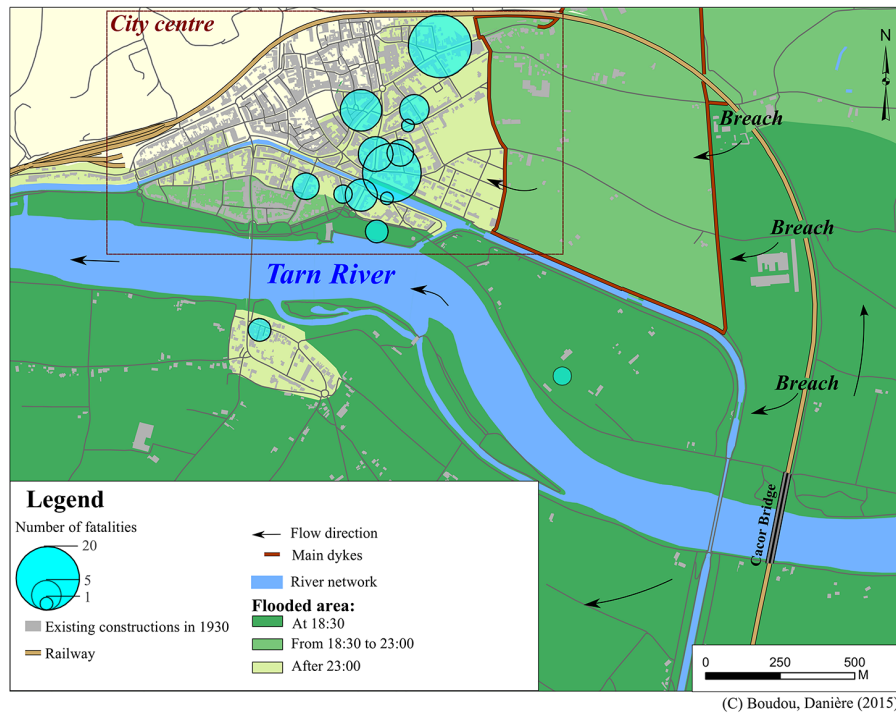 City centre
N
Breach
Breach
Tarn River
Breach
Cacor Bridge
Legend
Number of fatalities
20
5
1
Existing constructions in 1930
Railway
Flow direction
Main dykes
River network
Flooded area:
At 18:30
From 18:30 to 23:00
After 23:00
0 250 500
M
(C) Boudou, Danière (2015)